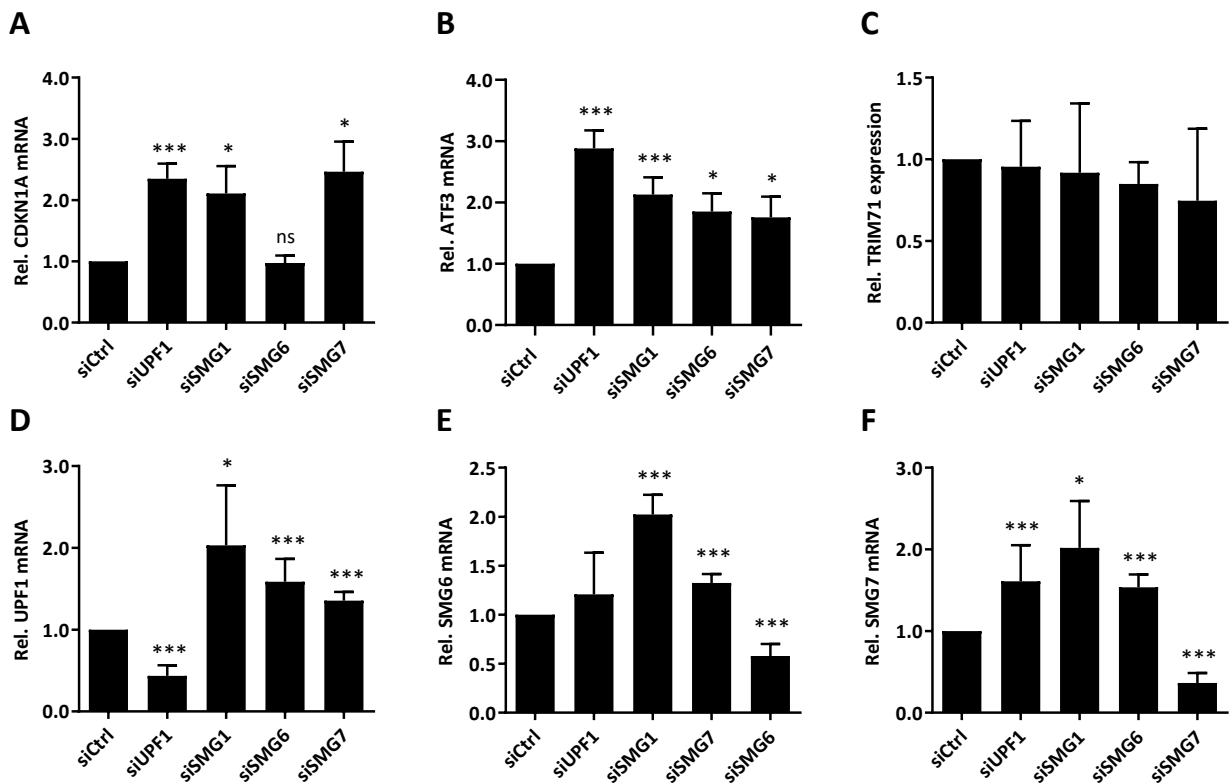 A
Rel. CDKN1A mRNA
4.0
3.0
2.0
1.0
0.0
***
*
ns
*
siCtrl
siUPF1
siSMG1
siSMG6
siSMG7
B
Rel. ATF3 mRNA
4.0
3.0
2.0
1.0
0.0
***
***
*
*
siCtrl
siUPF1
siSMG1
siSMG6
siSMG7
C
Rel. TRIM71 expression
1.5
1.0
0.5
0.0
siCtrl
siUPF1
siSMG1
siSMG6
siSMG7
D
Rel. UPF1 mRNA
3.0
2.0
1.0
0.0
***
*
***
***
siCtrl
siUPF1
siSMG1
siSMG6
siSMG7
E
Rel. SMG6 mRNA
2.5
2.0
1.5
1.0
0.5
0.0
***
***
***
siCtrl
siUPF1
siSMG1
siSMG7
siSMG6
F
Rel. SMG7 mRNA
3.0
2.0
1.0
0.0
***
*
***
***
siCtrl
siUPF1
siSMG1
siSMG6
siSMG7